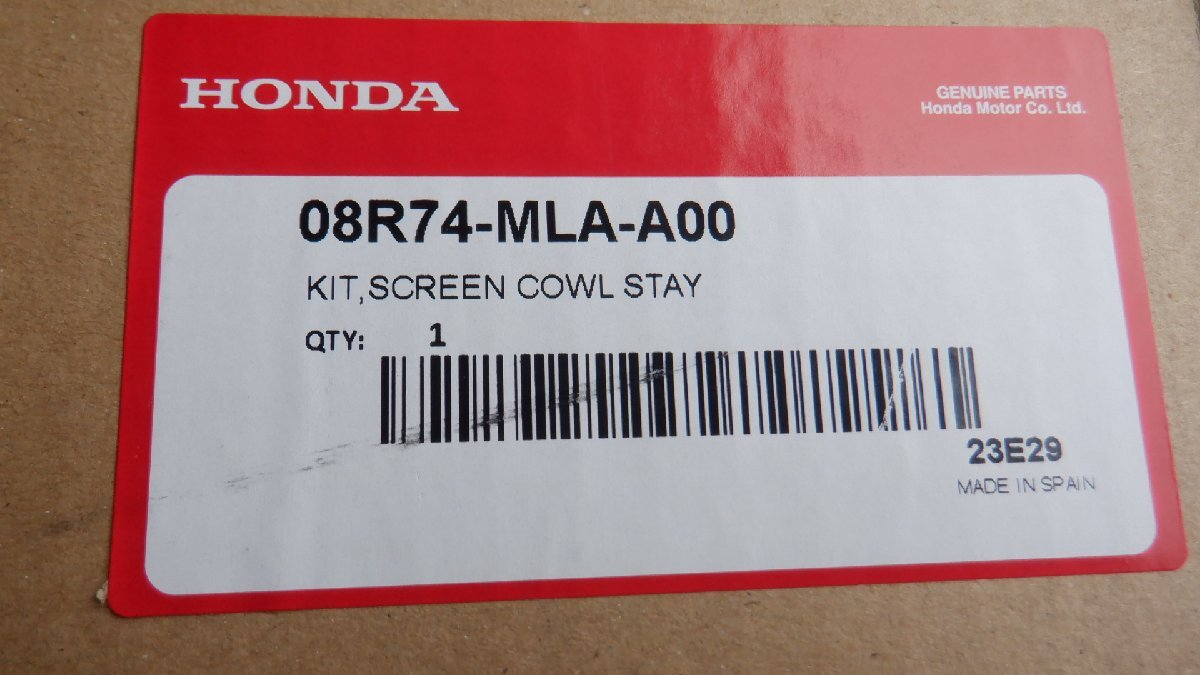 HONDA
GENUINE PARTS
Honda Motor Co. Ltd.
08R74-MLA-A00
KIT,SCREEN COWL STAY
QTY: 1
23E29
MADE IN SPAIN